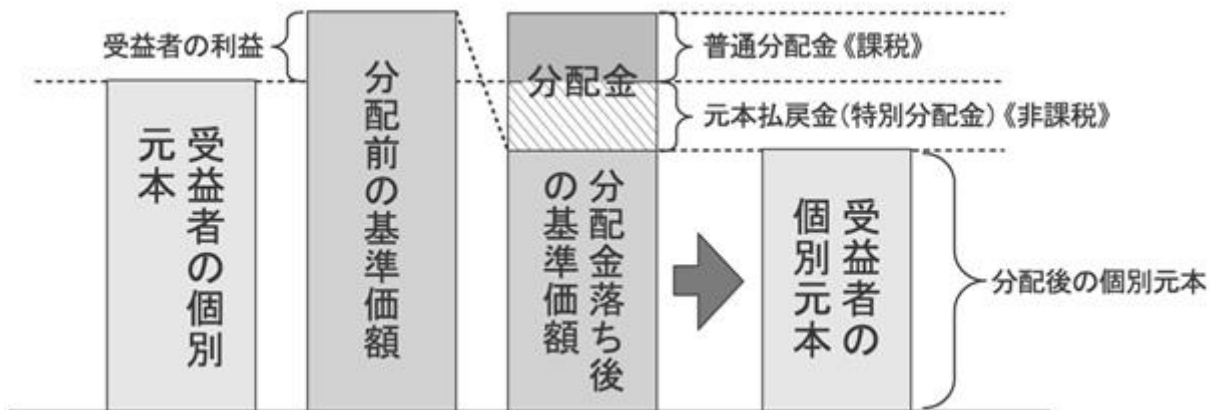 受益者の利益
受益者の個別
元本
分配前の基準価額
分配金
分配金落ち後
の基準価額
普通分配金《課税》
元本払戻金(特別分配金)《非課税》
受益者の
個別元本
分配後の個別元本